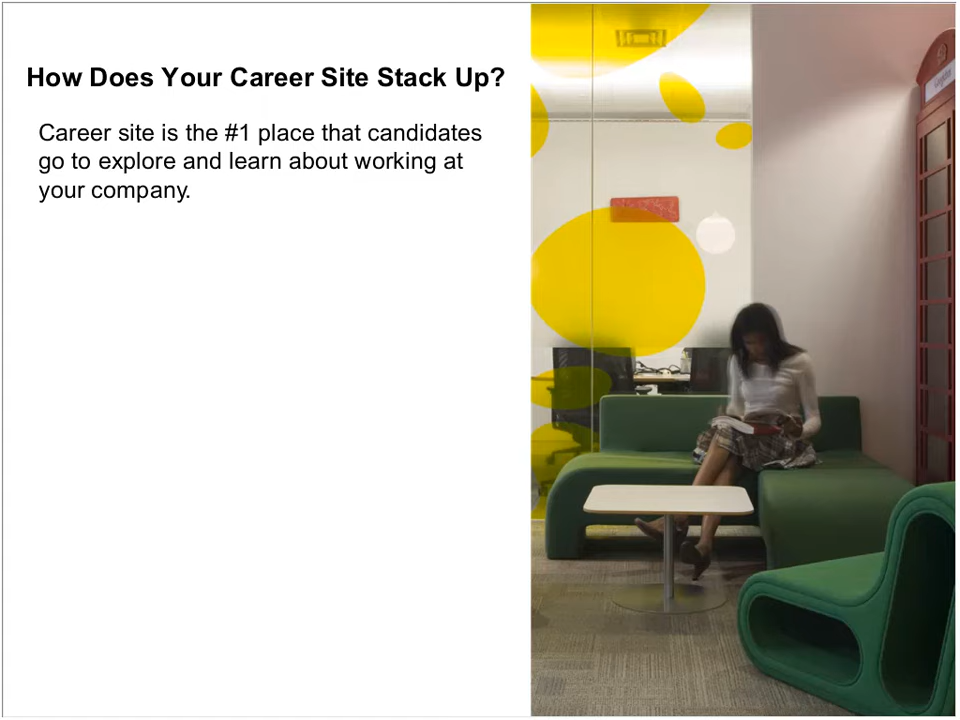 How Does Your Career Site Stack Up?
Career site is the #1 place that candidates
go to explore and learn about working at
your company.